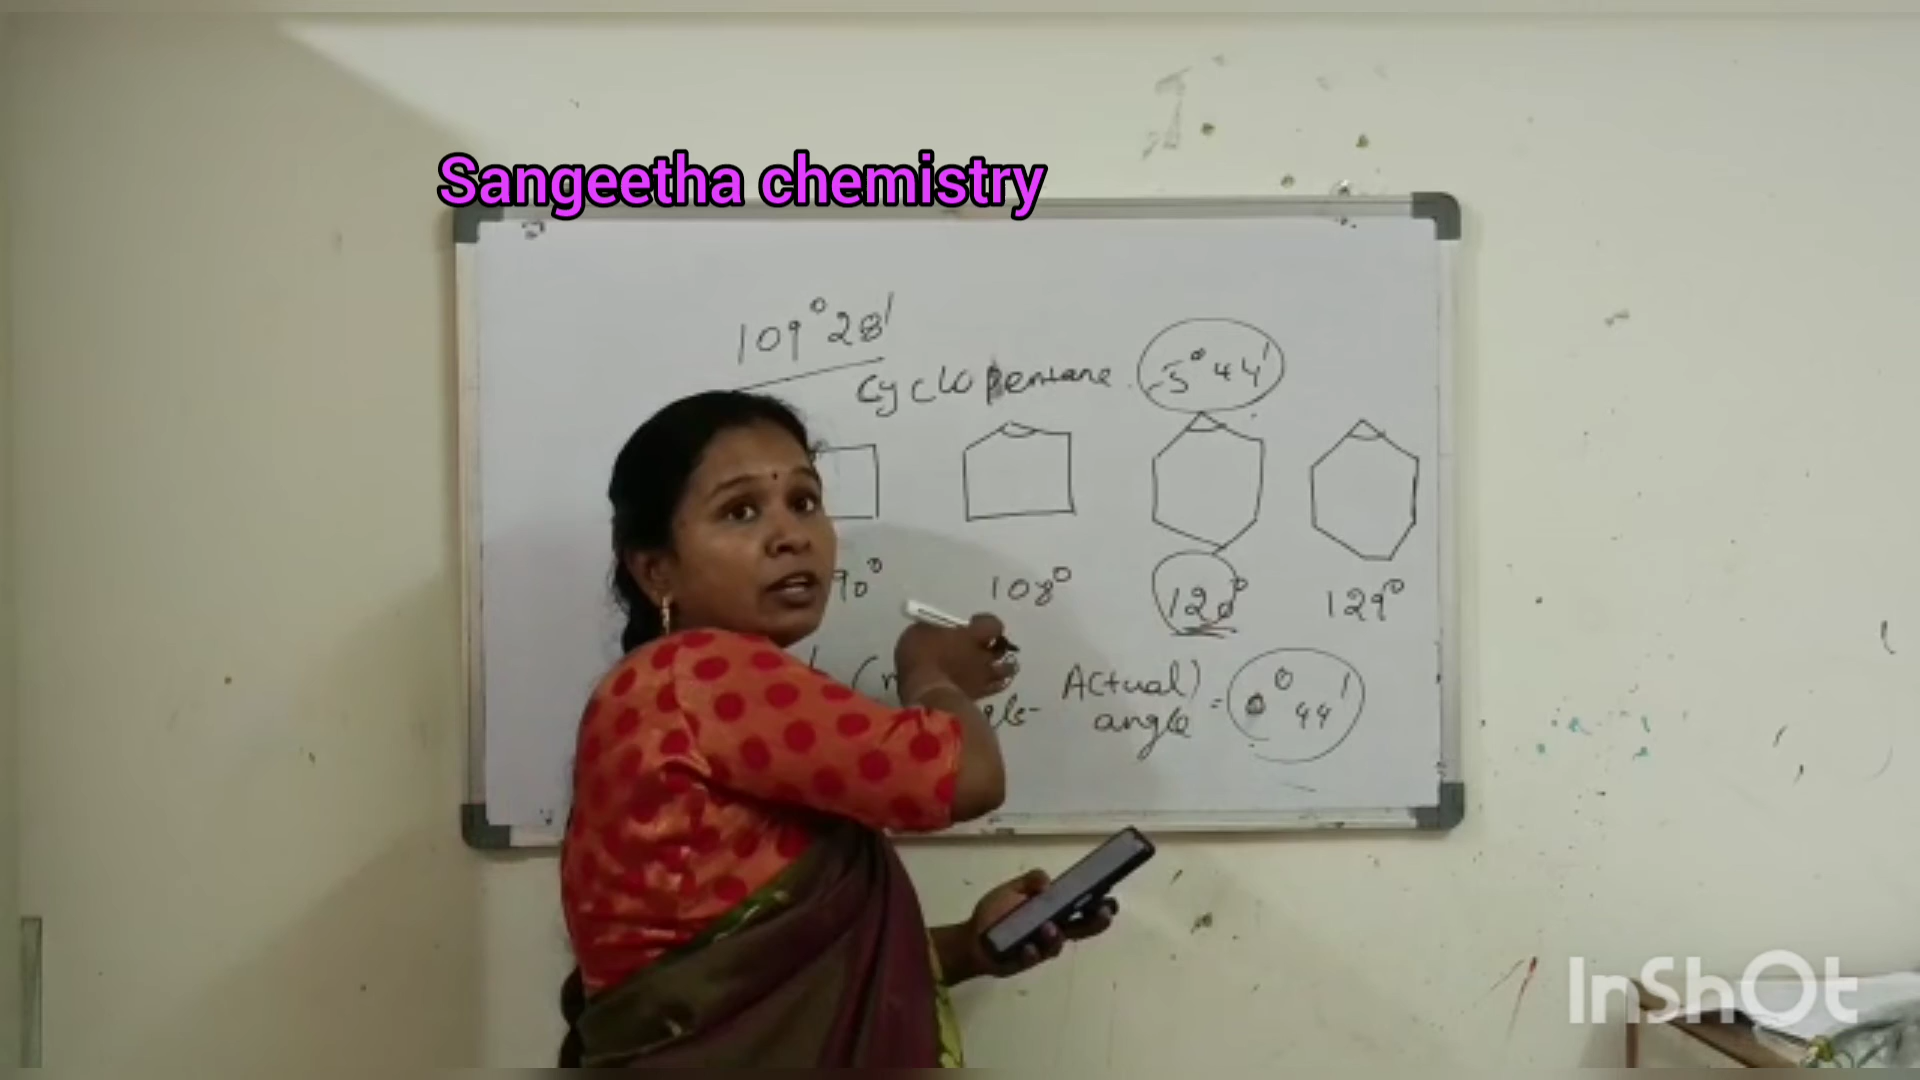 Sangeetha chemistry
109°28'
Cyclopentane
-5°44'
90° 108° 120° 129°
Actual)
angle = 0°44'
InShOt